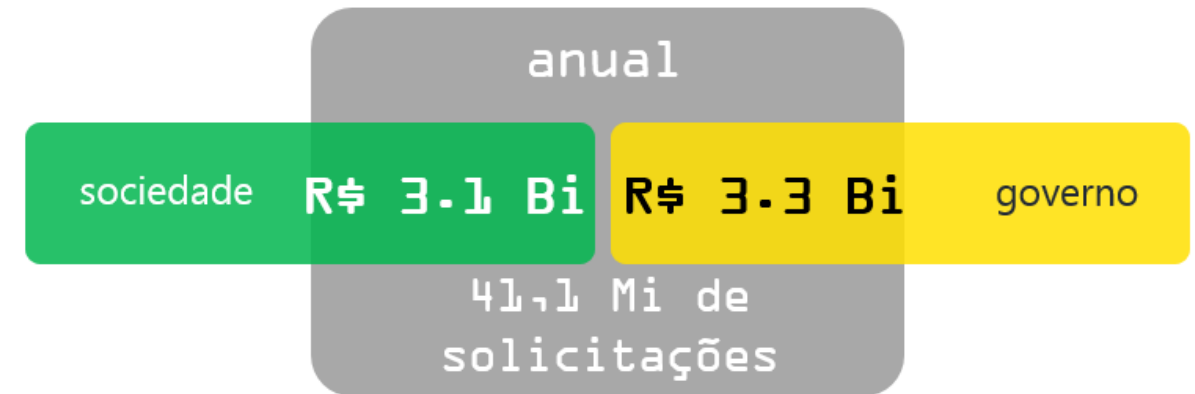 anual
sociedade R$ 3.1 Bi R$ 3.3 Bi governo
41,1 Mi de
solicitações